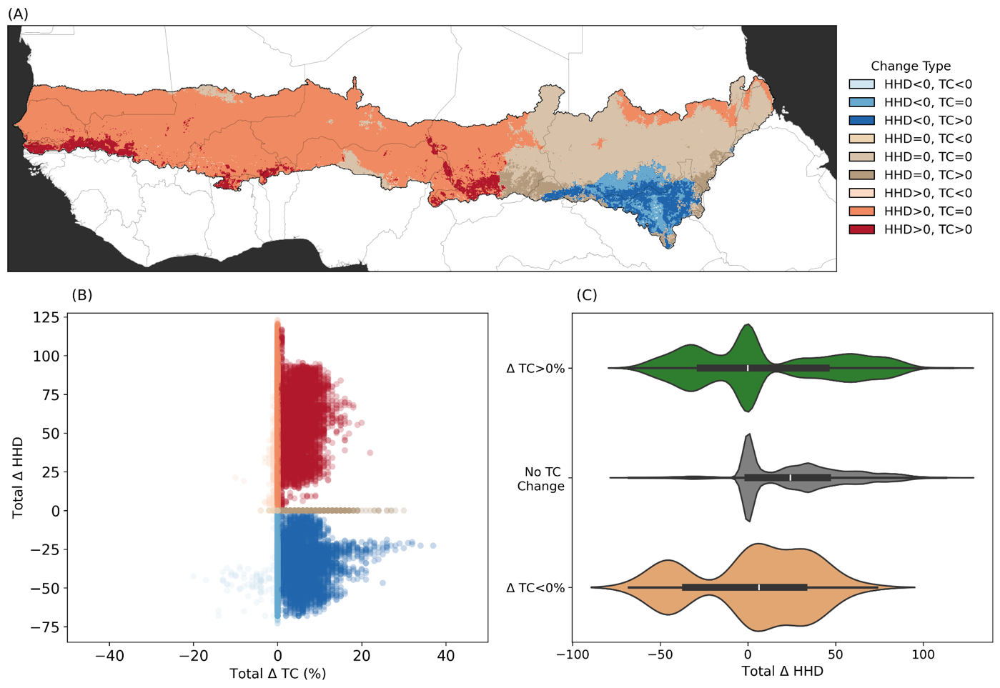 (A)
Change Type
HHD<0, TC<0
HHD<0, TC=0
HHD<0, TC>0
HHD=0, TC<0
HHD=0, TC=0
HHD=0, TC>0
HHD>0, TC<0
HHD>0, TC=0
HHD>0, TC>0
(B)
125
100
75
50
25
0
−25
−50
−75
Total Δ HHD
−40
−20
0
20
40
Total Δ TC (%)
(C)
Δ TC>0%
No TC
Change
Δ TC<0%
−100
−50
0
50
100
Total Δ HHD